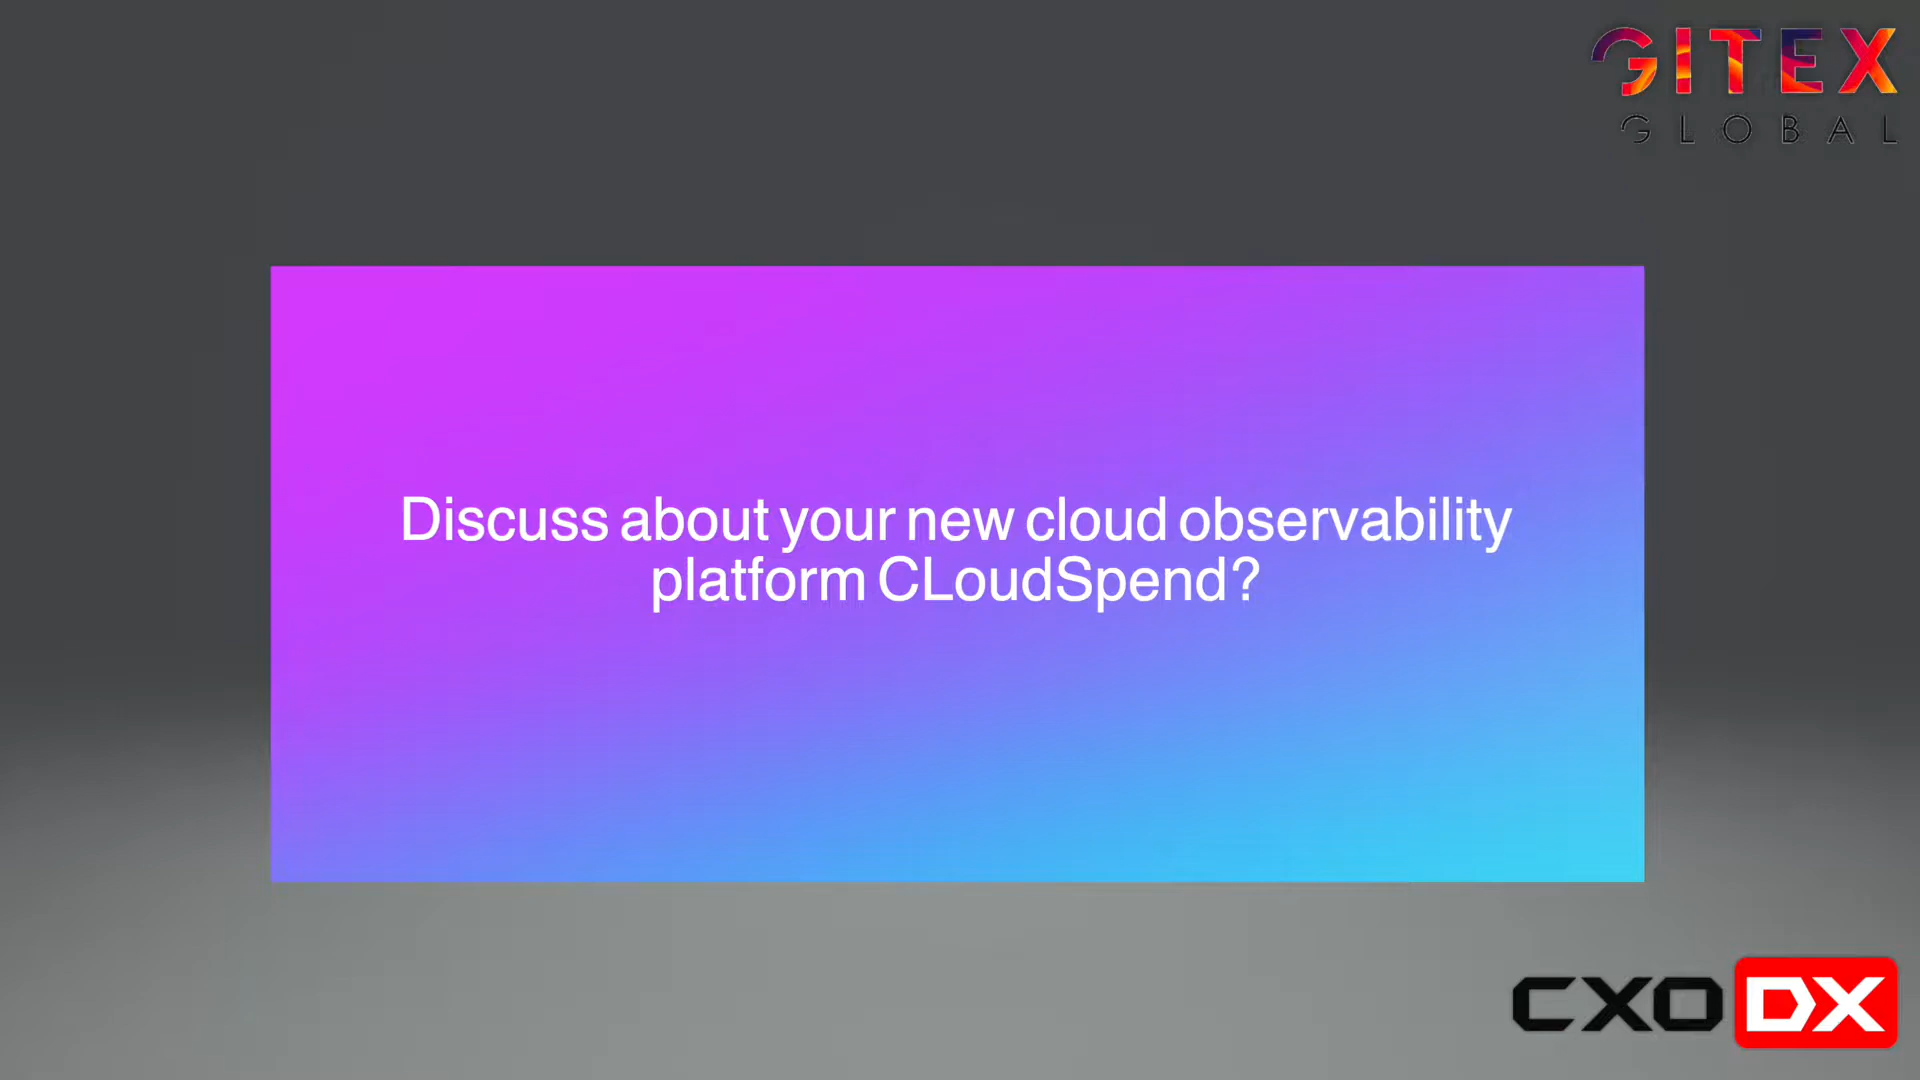 GITEX
GLOBAL
Discuss about your new cloud observability
platform CLoudSpend?
CXO DX